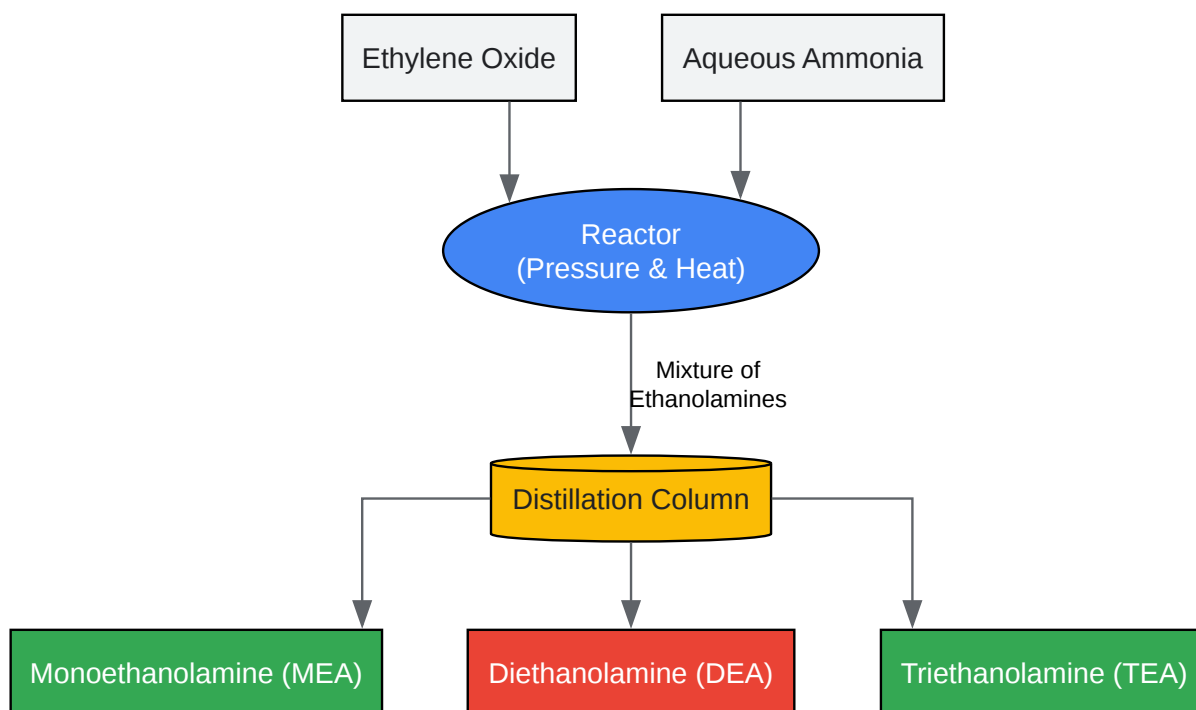 Ethylene Oxide
Aqueous Ammonia
Reactor
(Pressure & Heat)
Mixture of
Ethanolamines
Distillation Column
Monoethanolamine (MEA)
Diethanolamine (DEA)
Triethanolamine (TEA)